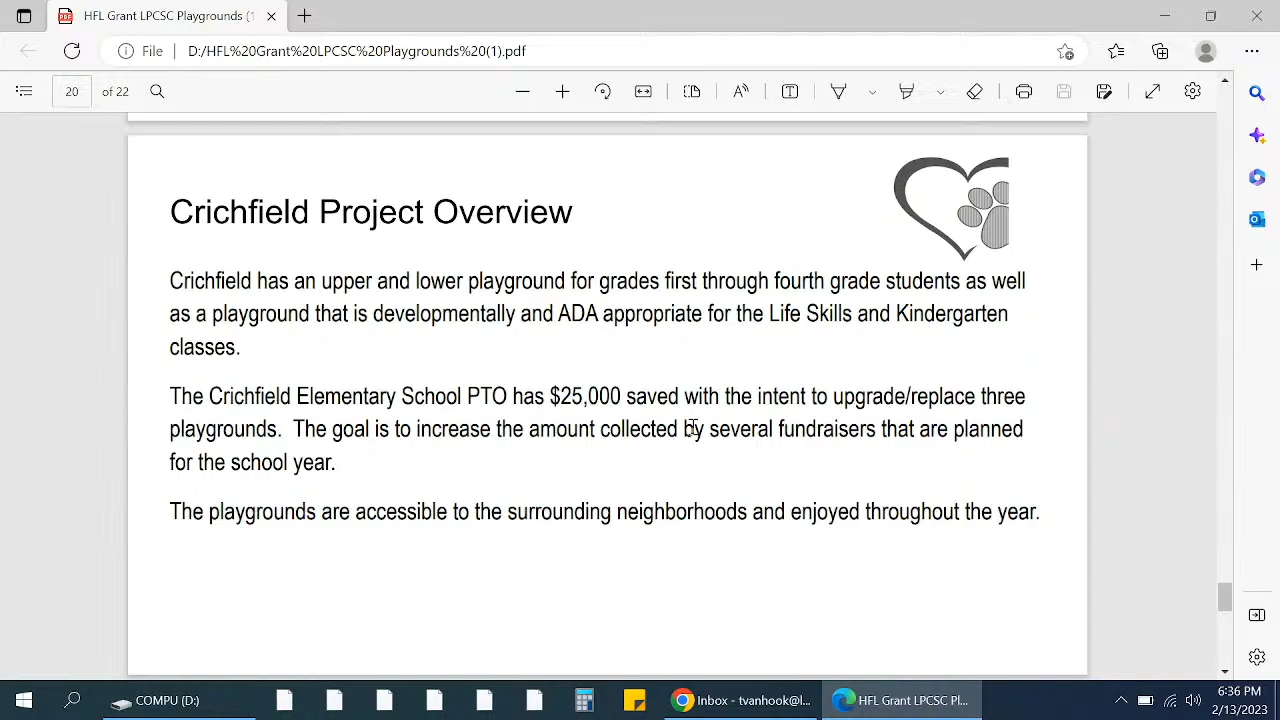 HFL Grant LPCSC Playgrounds (1
File D:/HFL%20Grant%20LPCSC%20Playgrounds%20(1).pdf
20 of 22
Crichfield Project Overview
Crichfield has an upper and lower playground for grades first through fourth grade students as well
as a playground that is developmentally and ADA appropriate for the Life Skills and Kindergarten
classes.
The Crichfield Elementary School PTO has $25,000 saved with the intent to upgrade/replace three
playgrounds.  The goal is to increase the amount collected by several fundraisers that are planned
for the school year.
The playgrounds are accessible to the surrounding neighborhoods and enjoyed throughout the year.
COMPU (D:)
Inbox - tvanhook@l...
HFL Grant LPCSC Pl...
6:36 PM
2/13/2023